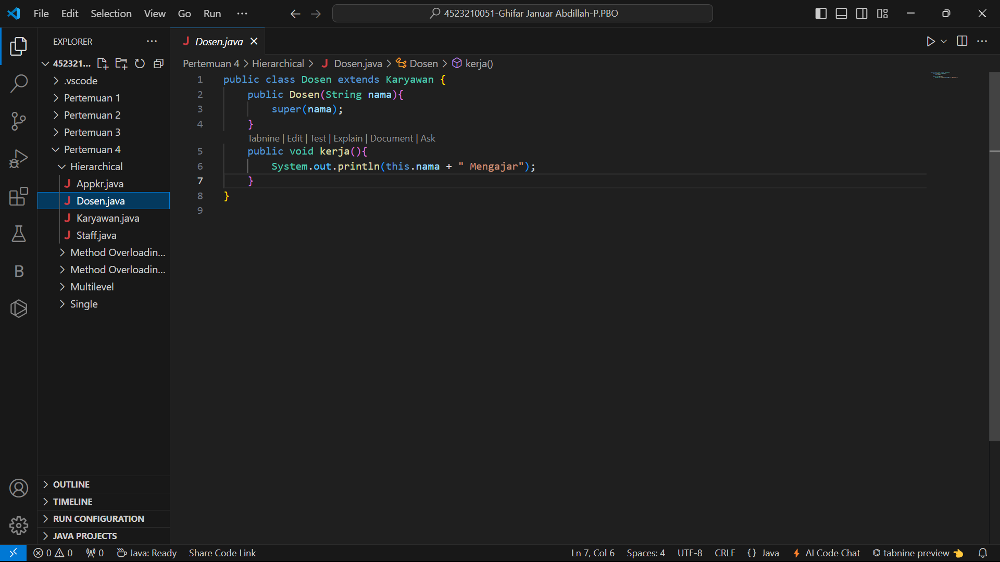 File Edit Selection View Go Run ···
4523210051-Ghifar Januar Abdillah-P.PBO
EXPLORER
452321...
.vscode
Pertemuan 1
Pertemuan 2
Pertemuan 3
Pertemuan 4
Hierarchical
J Appkr.java
J Dosen.java
J Karyawan.java
J Staff.java
Method Overloadin...
Method Overloadin...
Multilevel
Single
B
OUTLINE
TIMELINE
RUN CONFIGURATION
JAVA PROJECTS
J Dosen.java
Pertemuan 4 > Hierarchical > J Dosen.java > Dosen > kerja()
1 public class Dosen extends Karyawan {
2     public Dosen(String nama){
3         super(nama);
4     }
Tabnine | Edit | Test | Explain | Document | Ask
5     public void kerja(){
6         System.out.println(this.nama + " Mengajar");
7     }
8 }
9
0 0 0 Java: Ready Share Code Link Ln 7, Col 6 Spaces: 4 UTF-8 CRLF {} Java AI Code Chat tabnine preview 👈